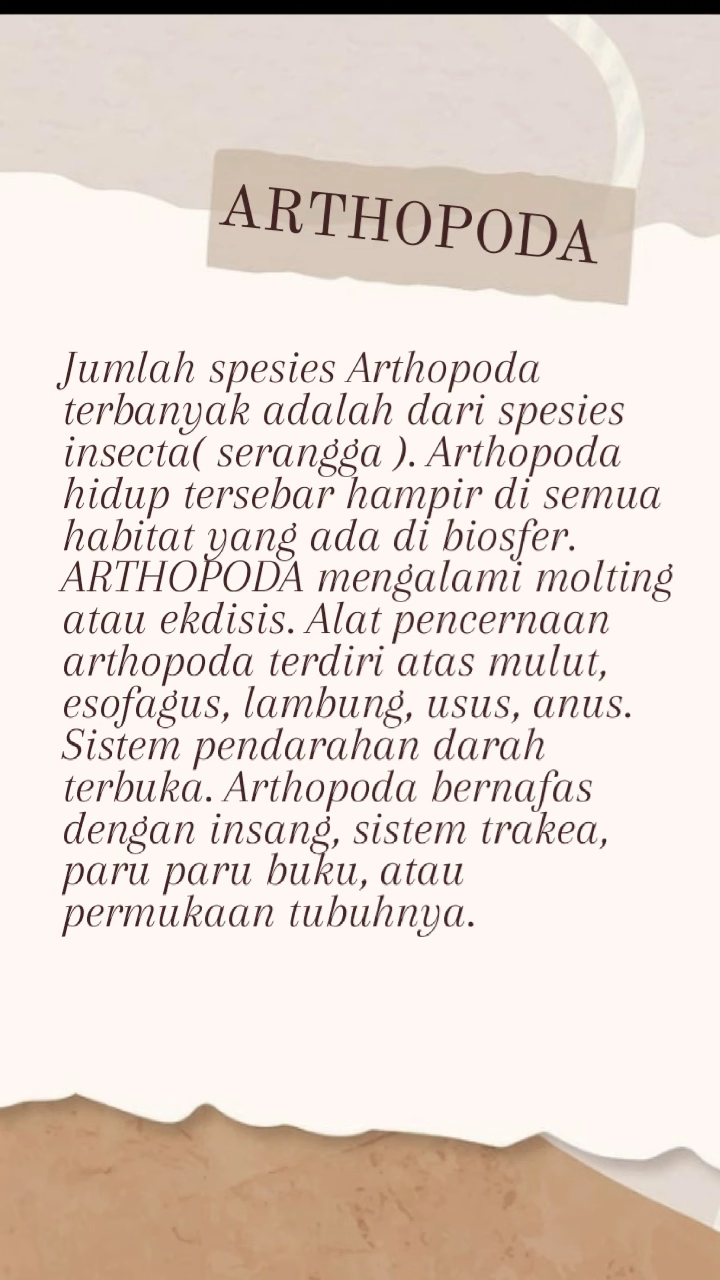 ARTHOPODA
Jumlah spesies Arthopoda
terbanyak adalah dari spesies
insecta( serangga ). Arthopoda
hidup tersebar hampir di semua
habitat yang ada di biosfer.
ARTHOPODA mengalami molting
atau ekdisis. Alat pencernaan
arthopoda terdiri atas mulut,
esofagus, lambung, usus, anus.
Sistem pendarahan darah
terbuka. Arthopoda bernafas
dengan insang, sistem trakea,
paru paru buku, atau
permukaan tubuhnya.